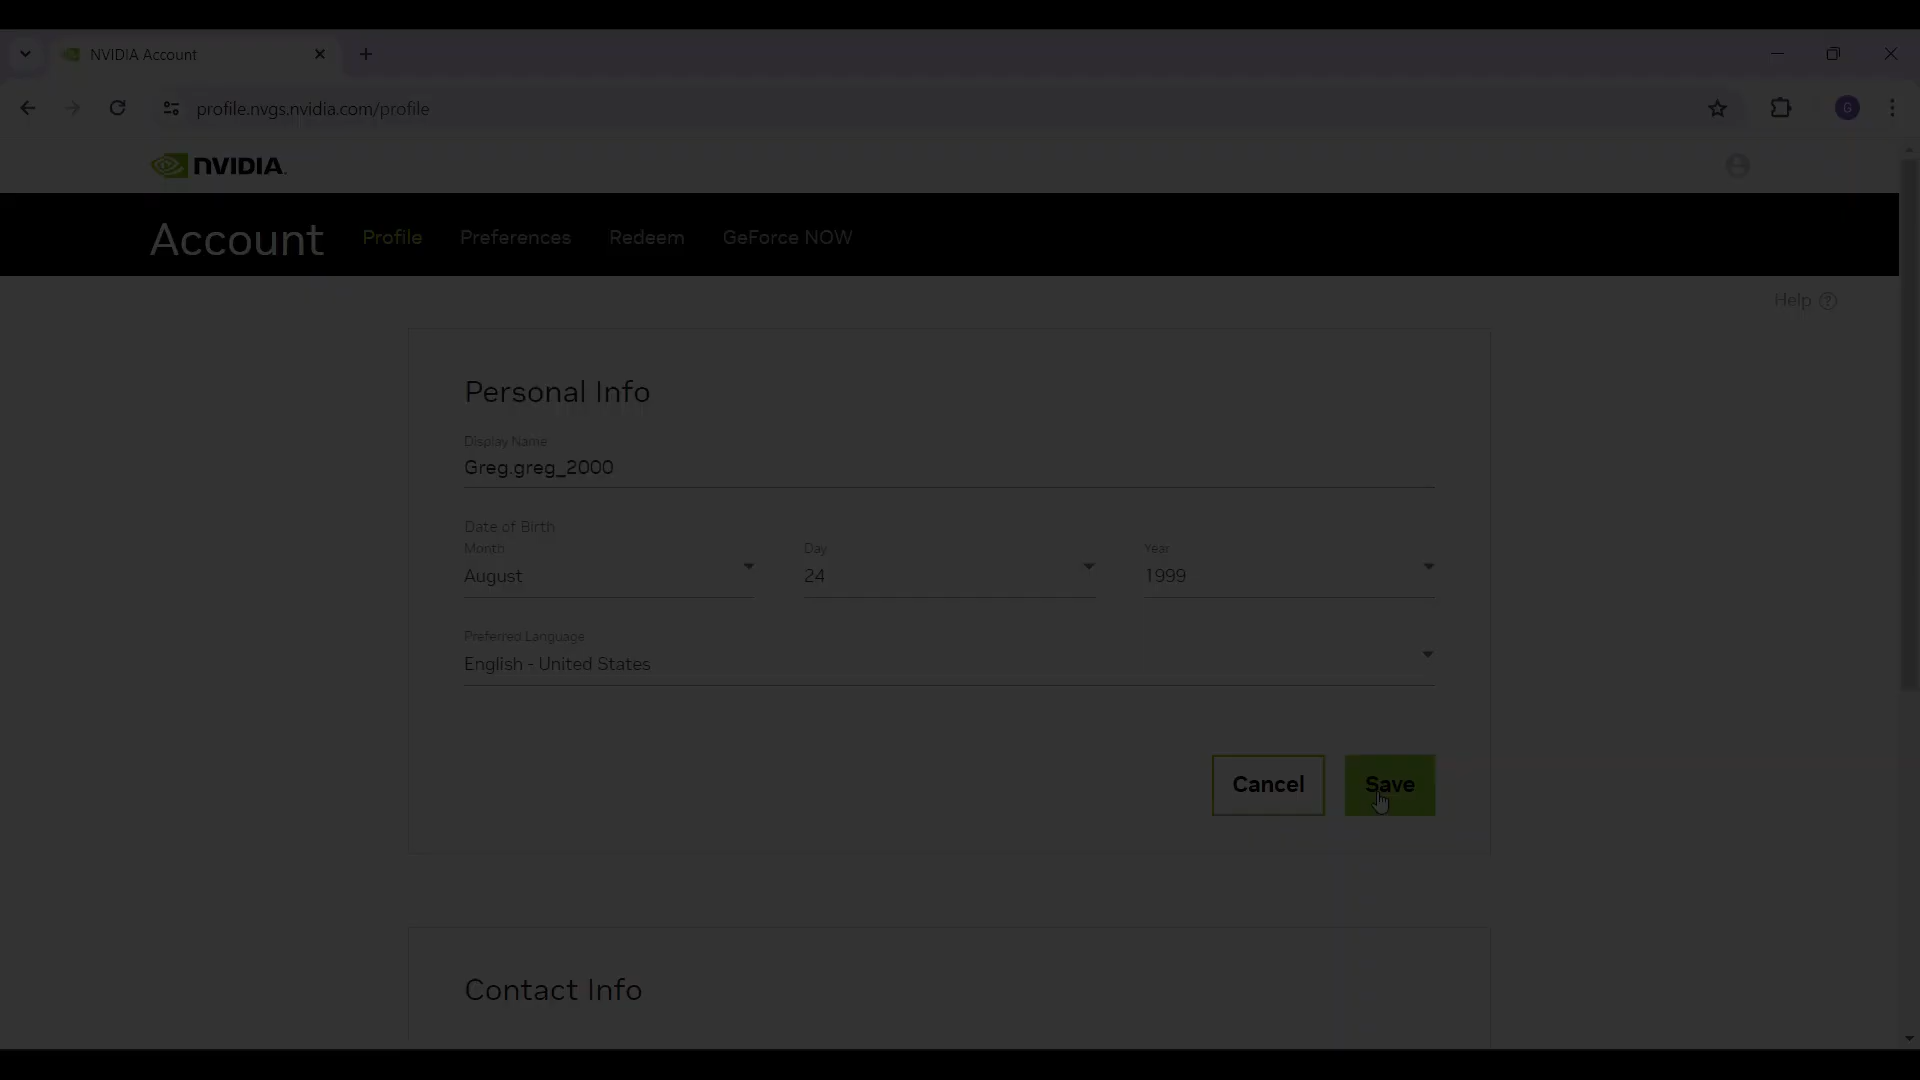 NVIDIA Account
profile.nvgs.nvidia.com/profile
G
NVIDIA.
Account Profile Preferences Redeem GeForce NOW
Help ?
Personal Info
Display Name
Greg.greg_2000
Date of Birth
Month Day Year
August 24 1999
Preferred Language
English - United States
Cancel Save
Contact Info